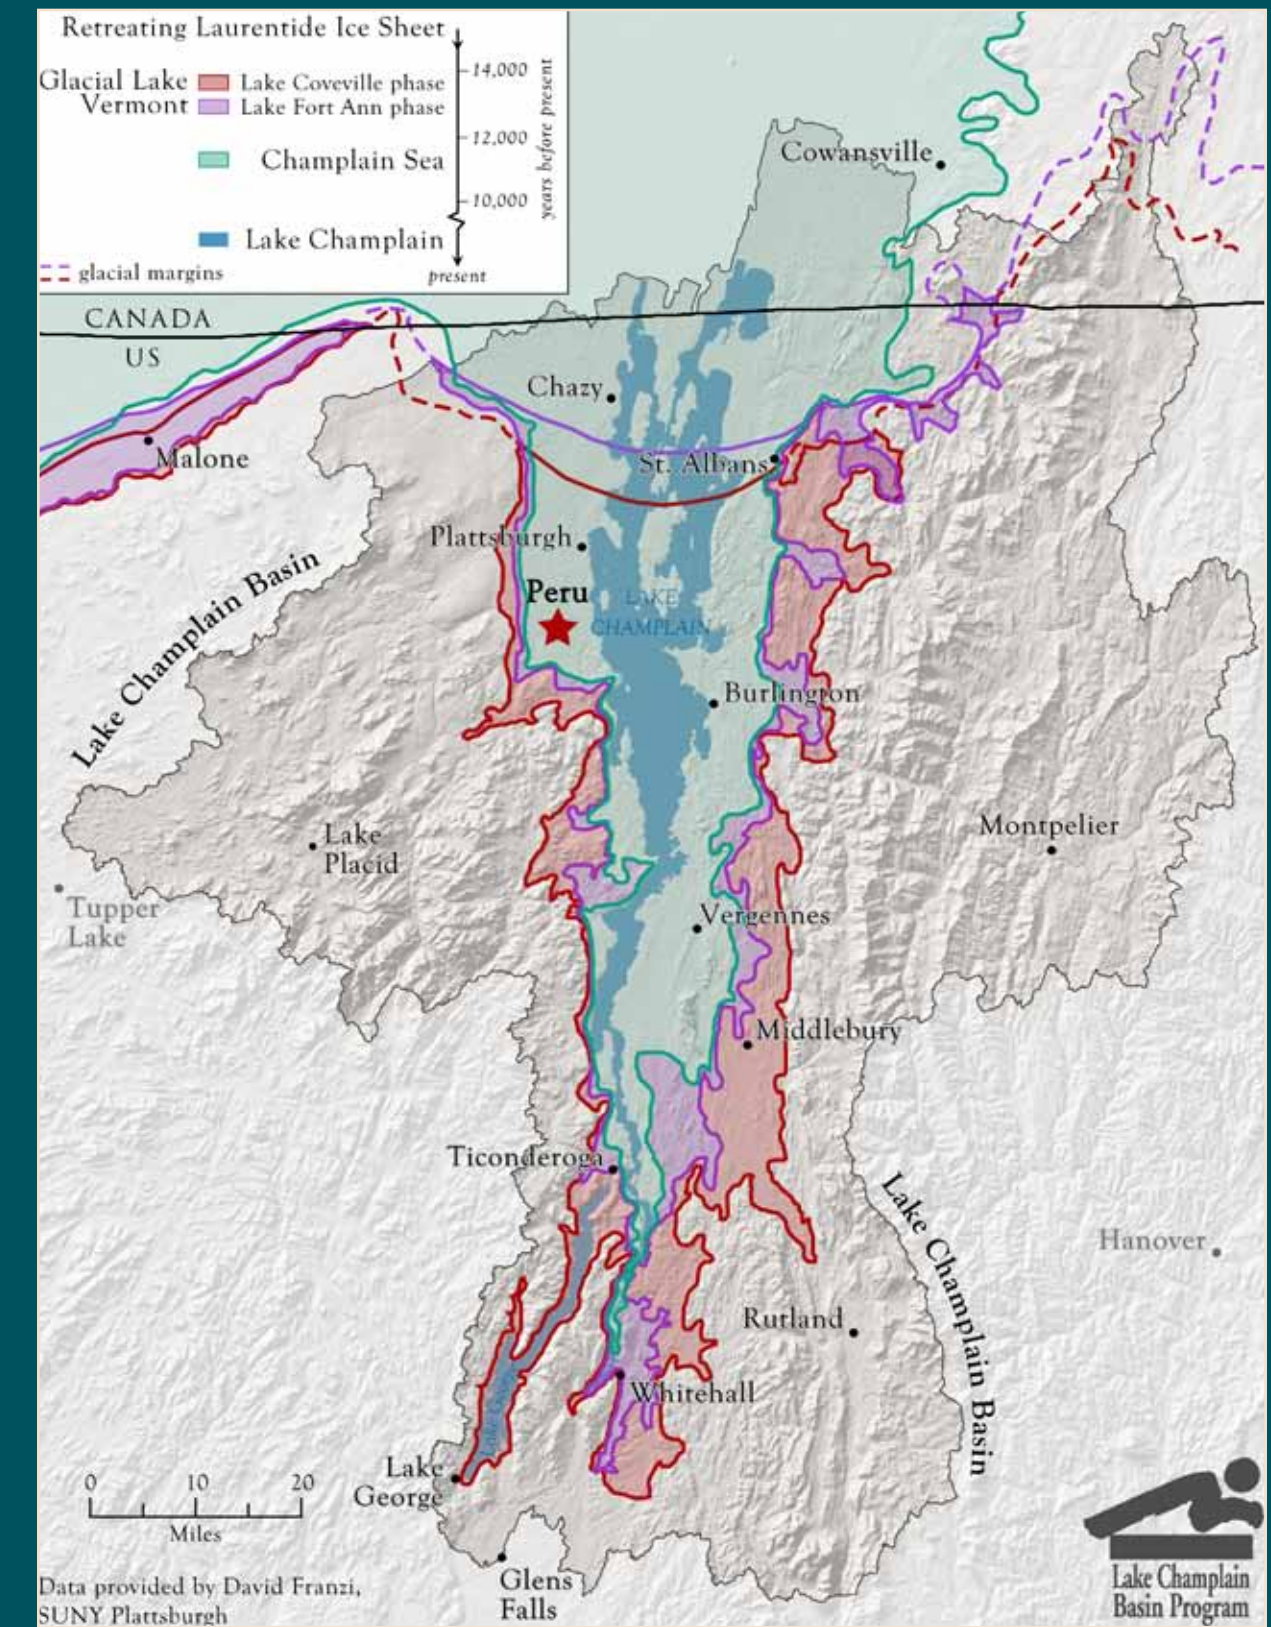 Retreating Laurentide Ice Sheet
Glacial Lake
Vermont
Lake Coveville phase
Lake Fort Ann phase
Champlain Sea
Lake Champlain
glacial margins
14,000
12,000
10,000
present
years before present
CANADA
US
Cowansville
Chazy
Malone
St. Albans
Plattsburgh
Peru
LAKE
CHAMPLAIN
Lake Champlain Basin
Burlington
Lake
Placid
Montpelier
Tupper
Lake
Vergennes
Middlebury
Ticonderoga
Lake Champlain Basin
Hanover
Rutland
Whitehall
Lake George
Lake
George
Glens
Falls
0 10 20
Miles
Data provided by David Franzi,
SUNY Plattsburgh
Lake Champlain
Basin Program